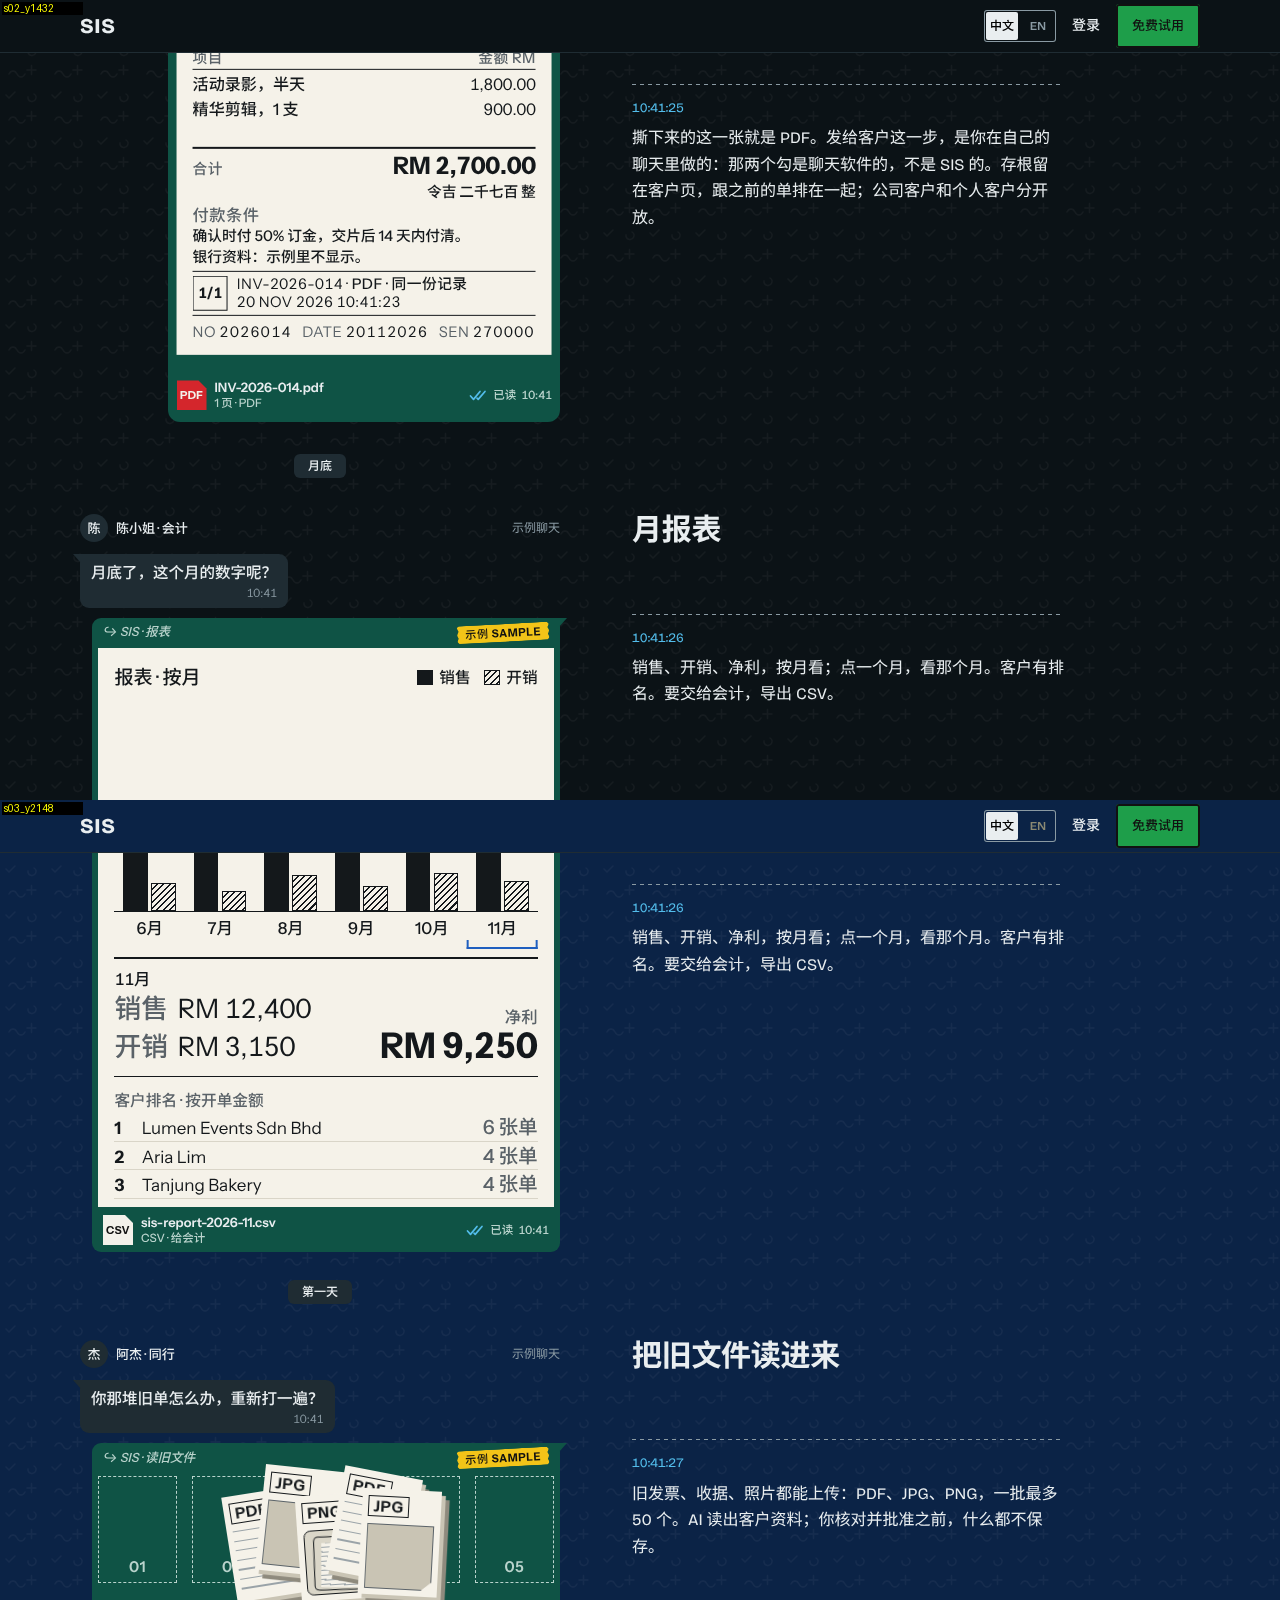 s02_y1432
SIS
中文 EN 登录 免费试用
项目 金额 RM
活动录影，半天 1,800.00
精华剪辑，1 支 900.00
合计 RM 2,700.00
令吉 二千七百 整
付款条件
确认时付 50% 订金，交片后 14 天内付清。
银行资料：示例里不显示。
1/1
INV-2026-014 · PDF · 同一份记录
20 NOV 2026 10:41:23
NO 2026014 DATE 20112026 SEN 270000
PDF
INV-2026-014.pdf
1 页 · PDF
已读 10:41
10:41:25
撕下来的这一张就是 PDF。发给客户这一步，是你在自己的
聊天里做的：那两个勾是聊天软件的，不是 SIS 的。存根留
在客户页，跟之前的单排在一起；公司客户和个人客户分开
放。
月底
陈 陈小姐 · 会计 示例聊天
月底了，这个月的数字呢？
10:41
SIS · 报表 示例 SAMPLE
报表 · 按月 销售 开销
月报表
10:41:26
销售、开销、净利，按月看；点一个月，看那个月。客户有排
名。要交给会计，导出 CSV。
s03_y2148
SIS
中文 EN 登录 免费试用
6月 7月 8月 9月 10月 11月
11月
销售 RM 12,400
开销 RM 3,150
净利
RM 9,250
客户排名 · 按开单金额
1 Lumen Events Sdn Bhd 6 张单
2 Aria Lim 4 张单
3 Tanjung Bakery 4 张单
CSV
sis-report-2026-11.csv
CSV · 给会计
已读 10:41
10:41:26
销售、开销、净利，按月看；点一个月，看那个月。客户有排
名。要交给会计，导出 CSV。
第一天
杰 阿杰 · 同行 示例聊天
你那堆旧单怎么办，重新打一遍？
10:41
SIS · 读旧文件 示例 SAMPLE
JPG
JPG
01
05
把旧文件读进来
10:41:27
旧发票、收据、照片都能上传：PDF、JPG、PNG，一批最多
50 个。AI 读出客户资料；你核对并批准之前，什么都不保
存。